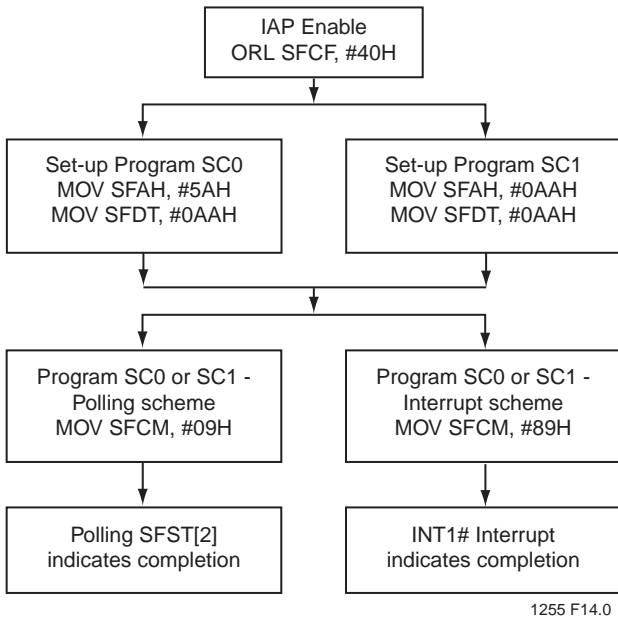 IAP Enable
ORL SFCF, #40H
Set-up Program SC0
MOV SFAH, #5AH
MOV SFDT, #0AAH
Set-up Program SC1
MOV SFAH, #0AAH
MOV SFDT, #0AAH
Program SC0 or SC1 -
Polling scheme
MOV SFCM, #09H
Program SC0 or SC1 -
Interrupt scheme
MOV SFCM, #89H
Polling SFST[2]
indicates completion
INT1# Interrupt
indicates completion
1255 F14.0